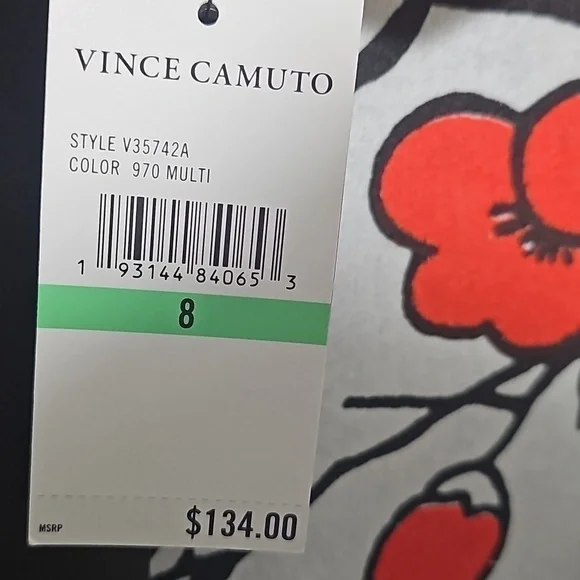 VINCE CAMUTO
STYLE V35742A
COLOR 970 MULTI
1 93144 84065 3
8
MSRP $134.00